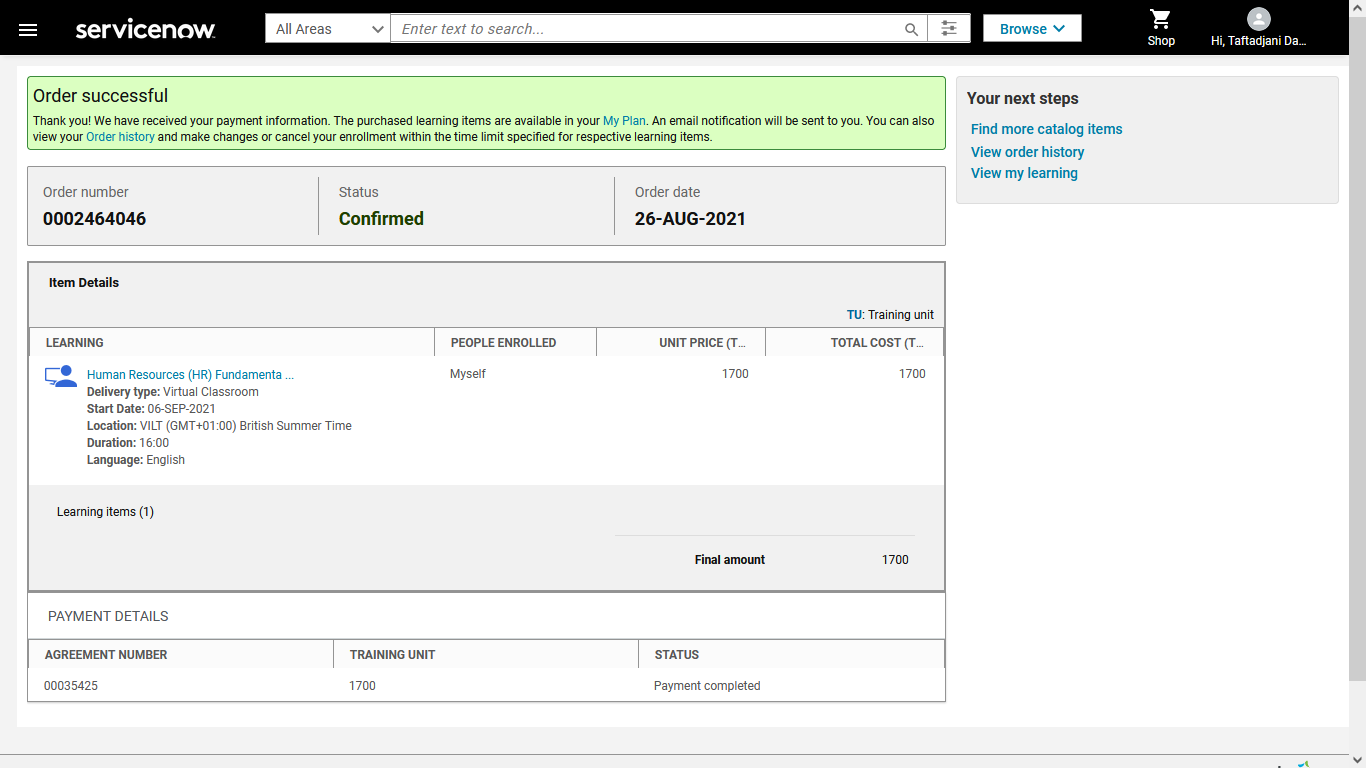 servicenow
All Areas
Enter text to search...
Browse
Shop
Hi, Taftadjani Da...
Order successful
Thank you! We have received your payment information. The purchased learning items are available in your My Plan. An email notification will be sent to you. You can also
view your Order history and make changes or cancel your enrollment within the time limit specified for respective learning items.
Your next steps
Find more catalog items
View order history
View my learning
Order number
Status
Order date
0002464046
Confirmed
26-AUG-2021
Item Details
TU: Training unit
LEARNING
PEOPLE ENROLLED
UNIT PRICE (T...
TOTAL COST (T...
Human Resources (HR) Fundamenta ...
Myself
1700
1700
Delivery type: Virtual Classroom
Start Date: 06-SEP-2021
Location: VILT (GMT+01:00) British Summer Time
Duration: 16:00
Language: English
Learning items (1)
Final amount
1700
PAYMENT DETAILS
AGREEMENT NUMBER
TRAINING UNIT
STATUS
00035425
1700
Payment completed